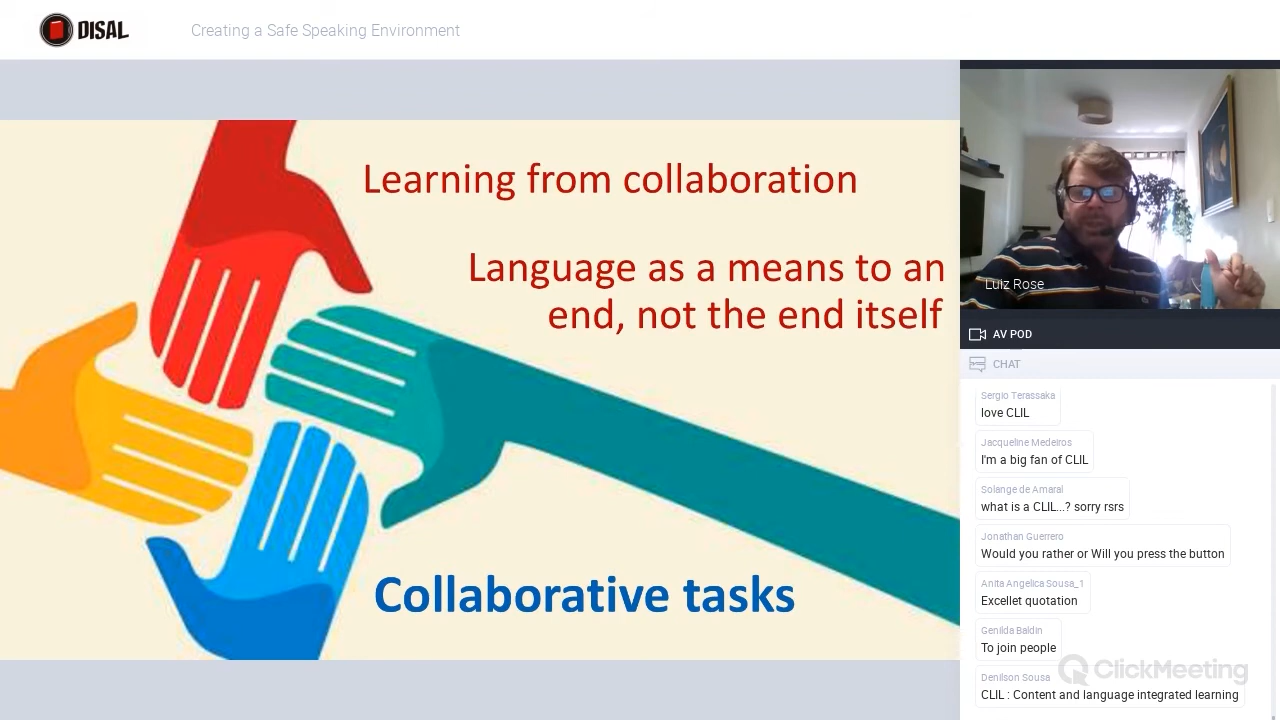 DISAL
Creating a Safe Speaking Environment
Learning from collaboration
Language as a means to an
end, not the end itself
Collaborative tasks
Luiz Rose
AV POD
CHAT
Sergio Terassaka
love CLIL
Jacqueline Medeiros
I'm a big fan of CLIL
Solange de Amaral
what is a CLIL...? sorry rsrs
Jonathan Guerrero
Would you rather or Will you press the button
Anita Angelica Sousa_1
Excellet quotation
Genilda Baldin
To join people
Denilson Sousa
CLIL : Content and language integrated learning
ClickMeeting